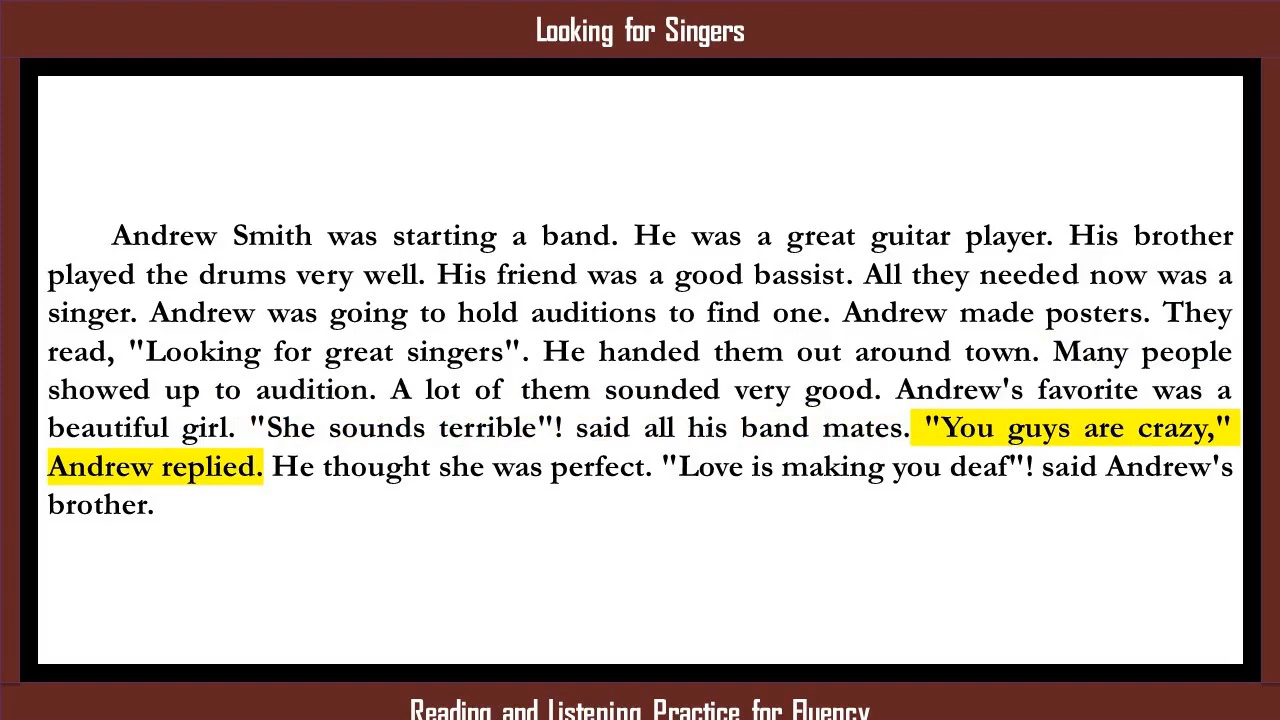 Looking for Singers
Andrew Smith was starting a band. He was a great guitar player. His brother
played the drums very well. His friend was a good bassist. All they needed now was a
singer. Andrew was going to hold auditions to find one. Andrew made posters. They
read, "Looking for great singers". He handed them out around town. Many people
showed up to audition. A lot of them sounded very good. Andrew's favorite was a
beautiful girl. "She sounds terrible"! said all his band mates. "You guys are crazy,"
Andrew replied. He thought she was perfect. "Love is making you deaf"! said Andrew's
brother.
Reading and Listening Practice for Fluency